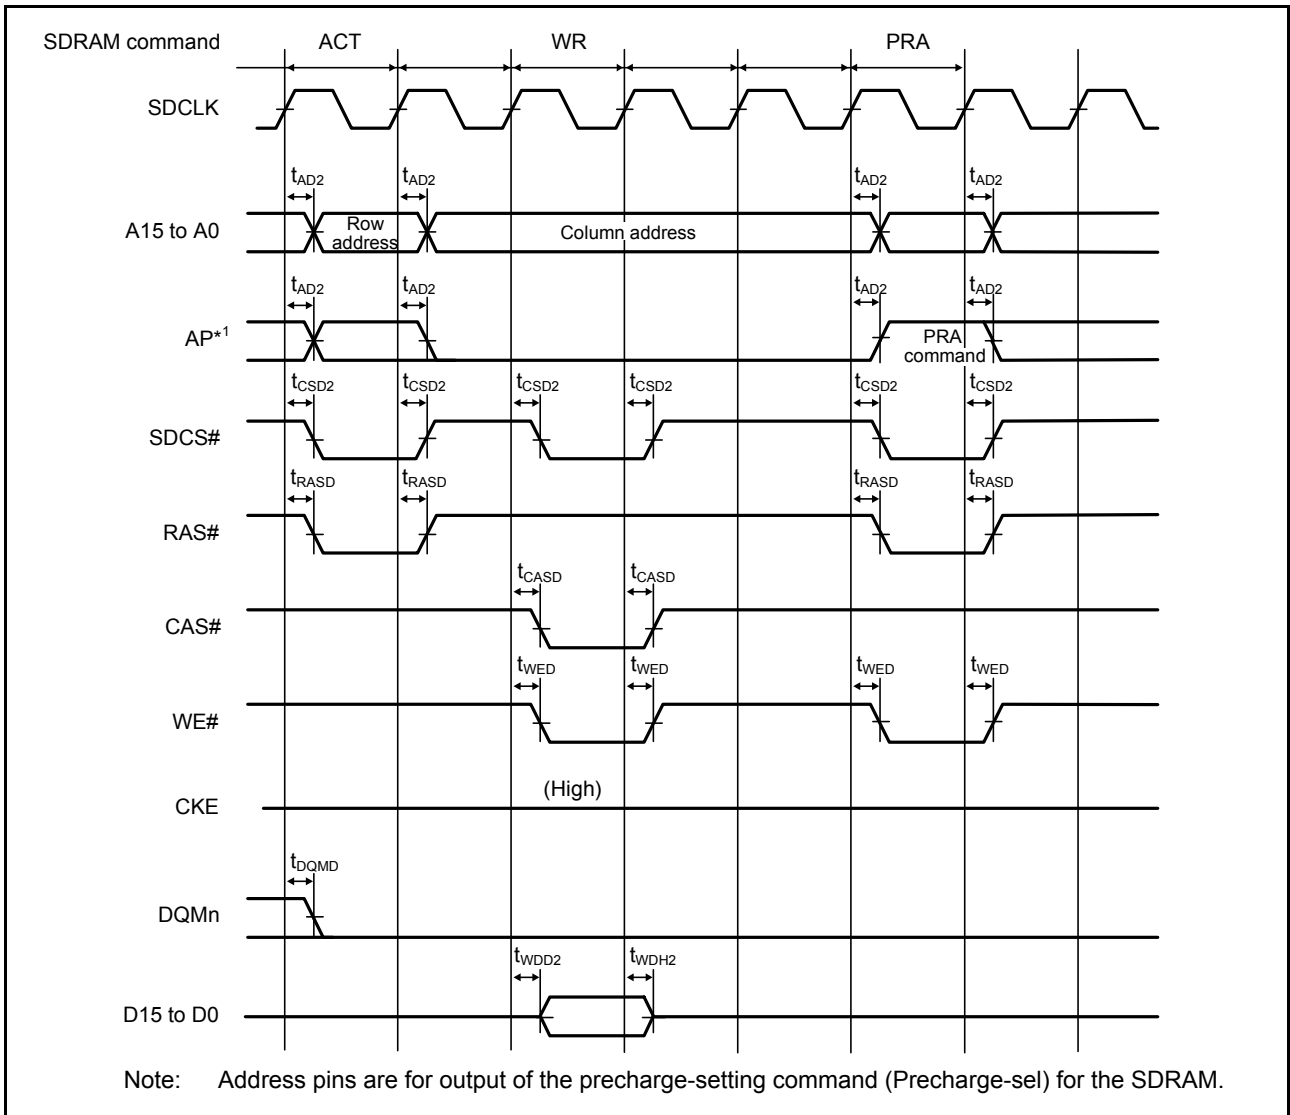 SDRAM command ACT WR PRA
SDCLK
tAD2 tAD2 tAD2 tAD2
A15 to A0 Row address Column address
tAD2 tAD2 tAD2 tAD2
AP*1 PRA command
tCSD2 tCSD2 tCSD2 tCSD2 tCSD2 tCSD2
SDCS#
tRASD tRASD tRASD tRASD
RAS#
tCASD tCASD
CAS#
tWED tWED tWED tWED
WE#
(High)
CKE
tDQMD
DQMn
tWDD2 tWDH2
D15 to D0
Note: Address pins are for output of the precharge-setting command (Precharge-sel) for the SDRAM.